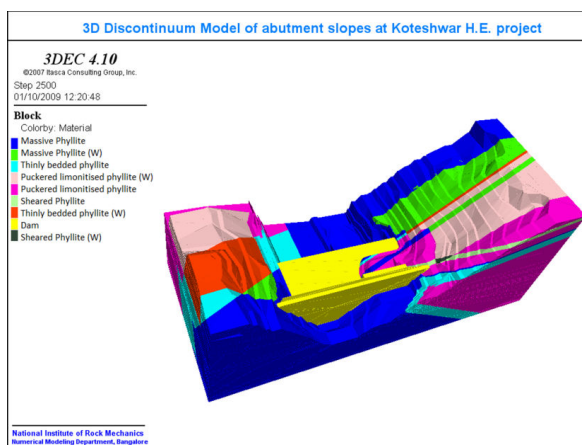 3D Discontinuum Model of abutment slopes at Koteshwar H.E. project
3DEC 4.10
©2007 Itasca Consulting Group, Inc.
Step 2500
01/10/2009 12:20:48
Block
Colorby: Material
Massive Phyllite
Massive Phyllite (W)
Thinly bedded phyllite
Puckered limonitised phyllite (W)
Puckered limonitised phyllite
Sheared Phyllite
Thinly bedded phyllite (W)
Dam
Sheared Phyllite (W)
National Institute of Rock Mechanics
Numerical Modeling Department, Bangalore